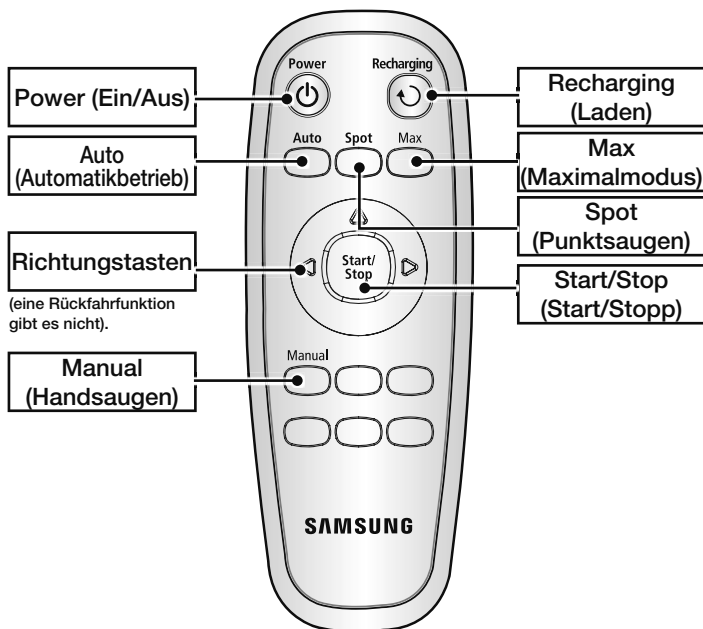 Power
Recharging
Power (Ein/Aus)
Recharging
(Laden)
Auto
Spot
Max
Auto
(Automatikbetrieb)
Max
(Maximalmodus)
Spot
(Punktsaugen)
Richtungstasten
(eine Rückfahrfunktion
gibt es nicht).
Start/
Stop
Start/Stop
(Start/Stopp)
Manual
Manual
(Handsaugen)
SAMSUNG